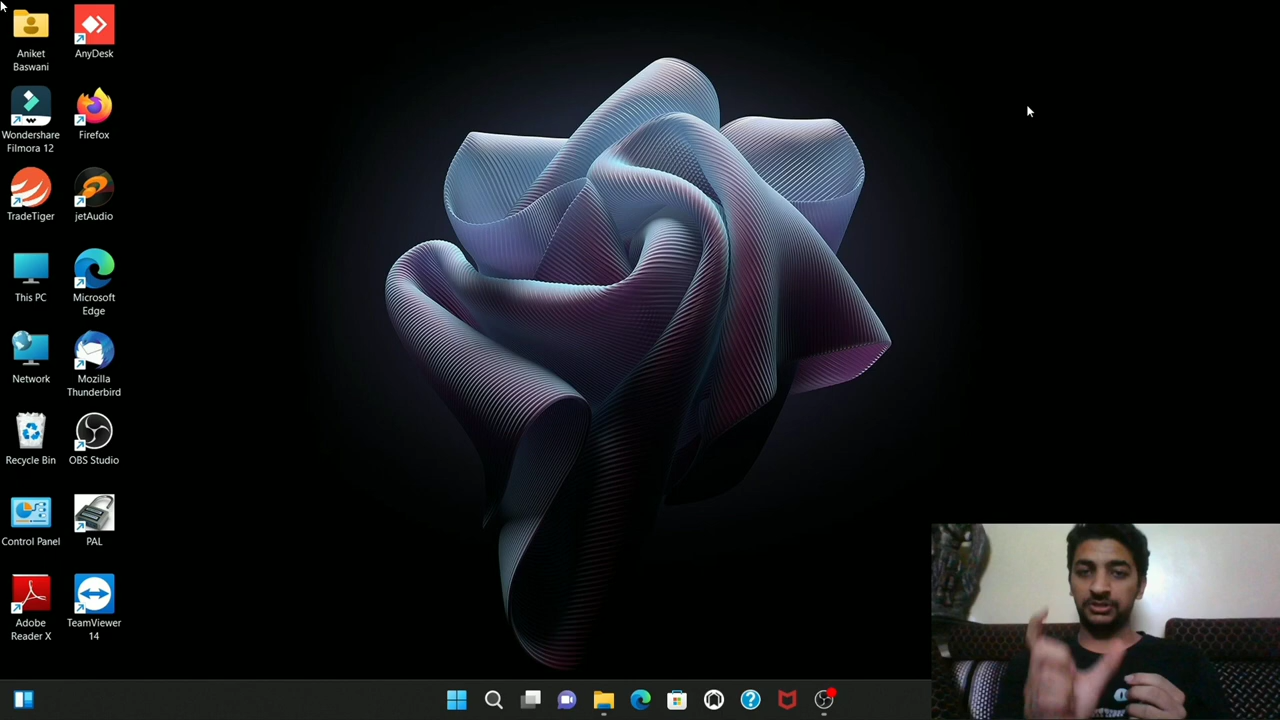 Aniket
Baswani
AnyDesk
Wondershare
Filmora 12
Firefox
TradeTiger
jetAudio
This PC
Microsoft
Edge
Network
Mozilla
Thunderbird
Recycle Bin
OBS Studio
Control Panel
PAL
Adobe
Reader X
TeamViewer
14